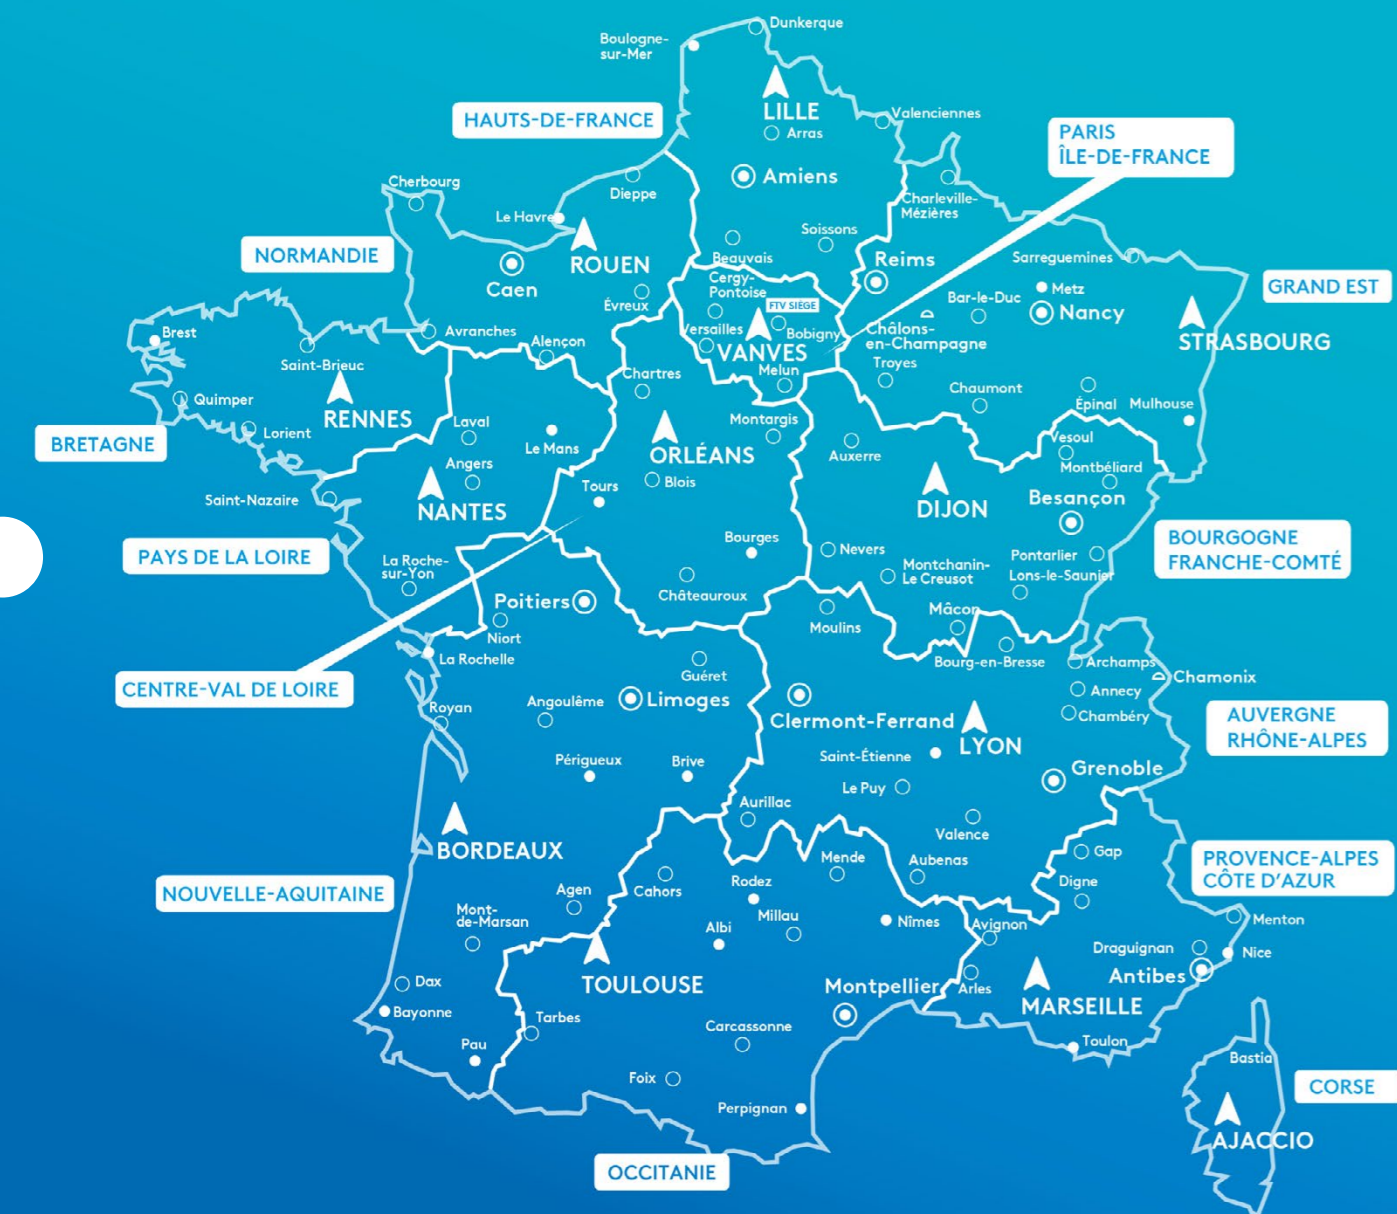 Dunkerque
Boulogne-
sur-Mer
LILLE
HAUTS-DE-FRANCE
Valenciennes
Arras
PARIS
ÎLE-DE-FRANCE
Amiens
Cherbourg
Dieppe
Charleville-
Mézières
Le Havre
Soissons
NORMANDIE
ROUEN
Beauvais
Reims
Sarreguemines
Caen
Cergy-
Pontoise
Évreux
FTV SIÈGE
Bar-le-Duc
Metz
GRAND EST
Nancy
Brest
Avranches
Alençon
Versailles
Bobigny
Châlons-
en-Champagne
STRASBOURG
VANVES
Saint-Brieuc
Chartres
Melun
Troyes
Quimper
RENNES
Chaumont
Épinal
Mulhouse
Lorient
Laval
Le Mans
Montargis
BRETAGNE
ORLÉANS
Auxerre
Vesoul
Montbéliard
Angers
Blois
Tours
Saint-Nazaire
NANTES
DIJON
Besançon
Bourges
Nevers
BOURGOGNE
FRANCHE-COMTÉ
PAYS DE LA LOIRE
La Roche-
sur-Yon
Montchanin-
Le Creusot
Pontarlier
Lons-le-Saunier
Poitiers
Châteauroux
Mâcon
Niort
Moulins
La Rochelle
Guéret
Bourg-en-Bresse
Archamps
Chamonix
CENTRE-VAL DE LOIRE
Annecy
Royan
Angoulême
Limoges
Clermont-Ferrand
Chambéry
AUVERGNE
RHÔNE-ALPES
LYON
Périgueux
Brive
Saint-Étienne
Grenoble
Le Puy
Aurillac
Valence
BORDEAUX
Mende
Aubenas
Gap
PROVENCE-ALPES
CÔTE D'AZUR
NOUVELLE-AQUITAINE
Agen
Cahors
Rodez
Digne
Mont-
de-Marsan
Millau
Nîmes
Avignon
Menton
Albi
Draguignan
Nice
Dax
TOULOUSE
Montpellier
Arles
Antibes
MARSEILLE
Bayonne
Tarbes
Carcassonne
Toulon
Pau
Bastia
Foix
CORSE
Perpignan
AJACCIO
OCCITANIE